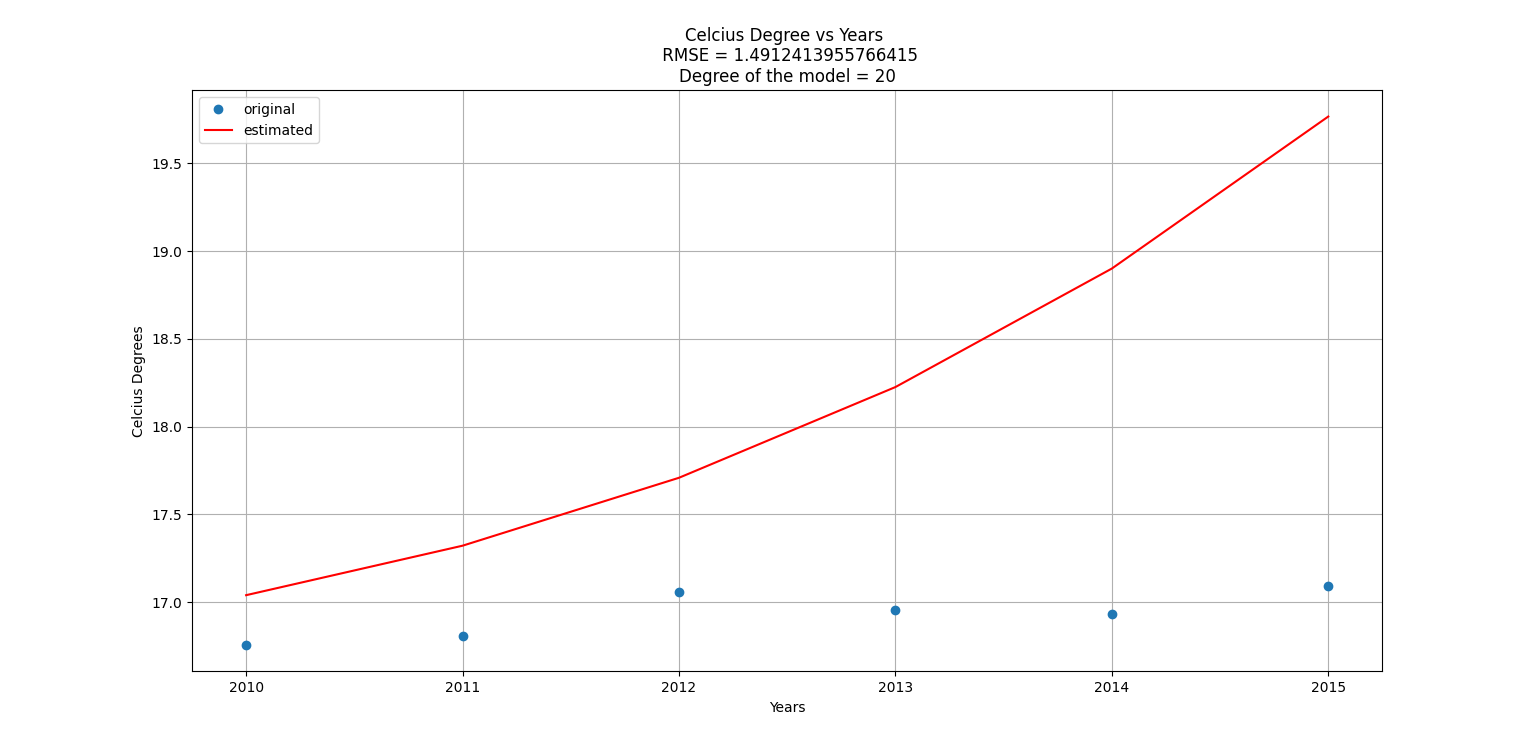 Celcius Degree vs Years
RMSE = 1.4912413955766415
Degree of the model = 20
original
estimated
19.5
19.0
18.5
18.0
17.5
17.0
Celcius Degrees
2010 2011 2012 2013 2014 2015
Years